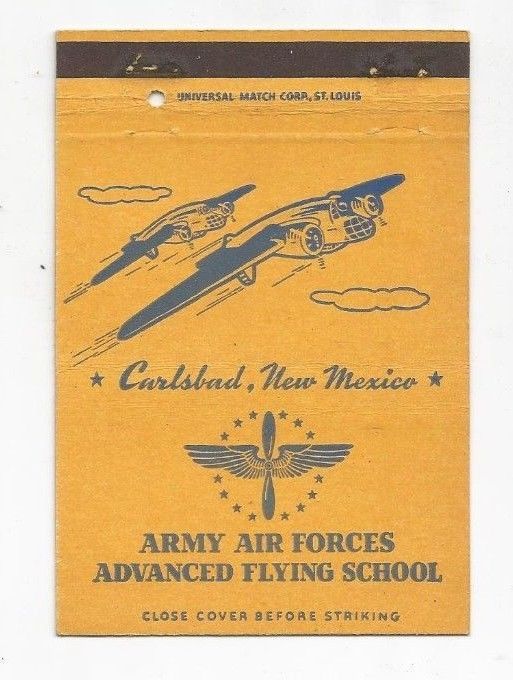 UNIVERSAL MATCH CORP., ST. LOUIS
★ Carlsbad, New Mexico ★
ARMY AIR FORCES
ADVANCED FLYING SCHOOL
CLOSE COVER BEFORE STRIKING